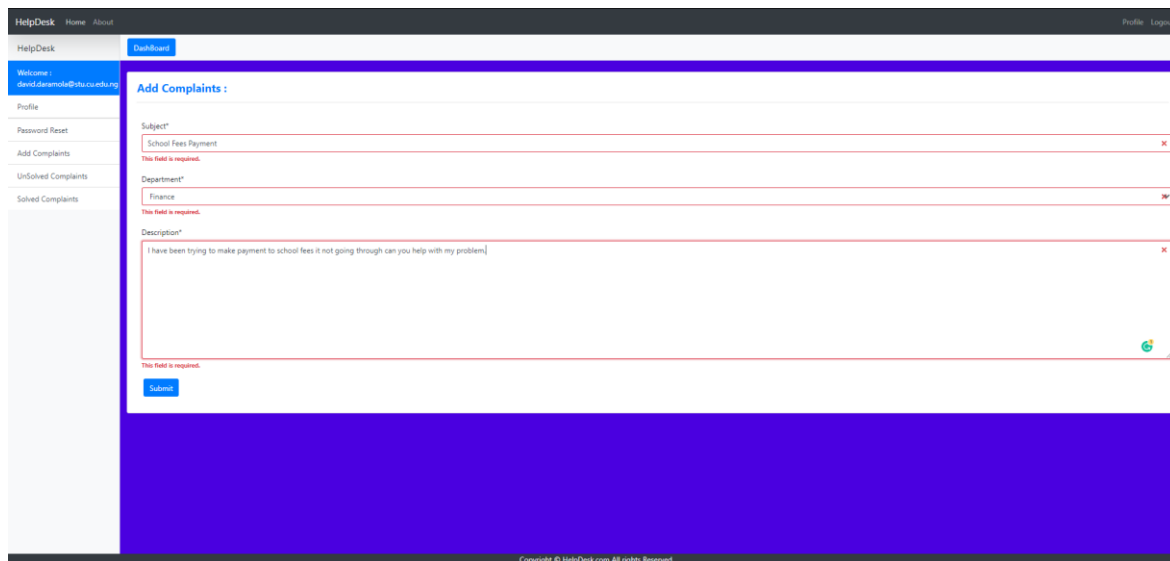 HelpDesk Home About Profile Logou
HelpDesk DashBoard
Welcome :
david.daramola@stu.cu.edu.ng
Profile
Password Reset
Add Complaints
UnSolved Complaints
Solved Complaints
Add Complaints :
Subject*
School Fees Payment
This field is required.
Department*
Finance
This field is required.
Description*
I have been trying to make payment to school fees it not going through can you help with my problem.
This field is required.
Submit
Copyright © HelpDesk.com All rights Reserved